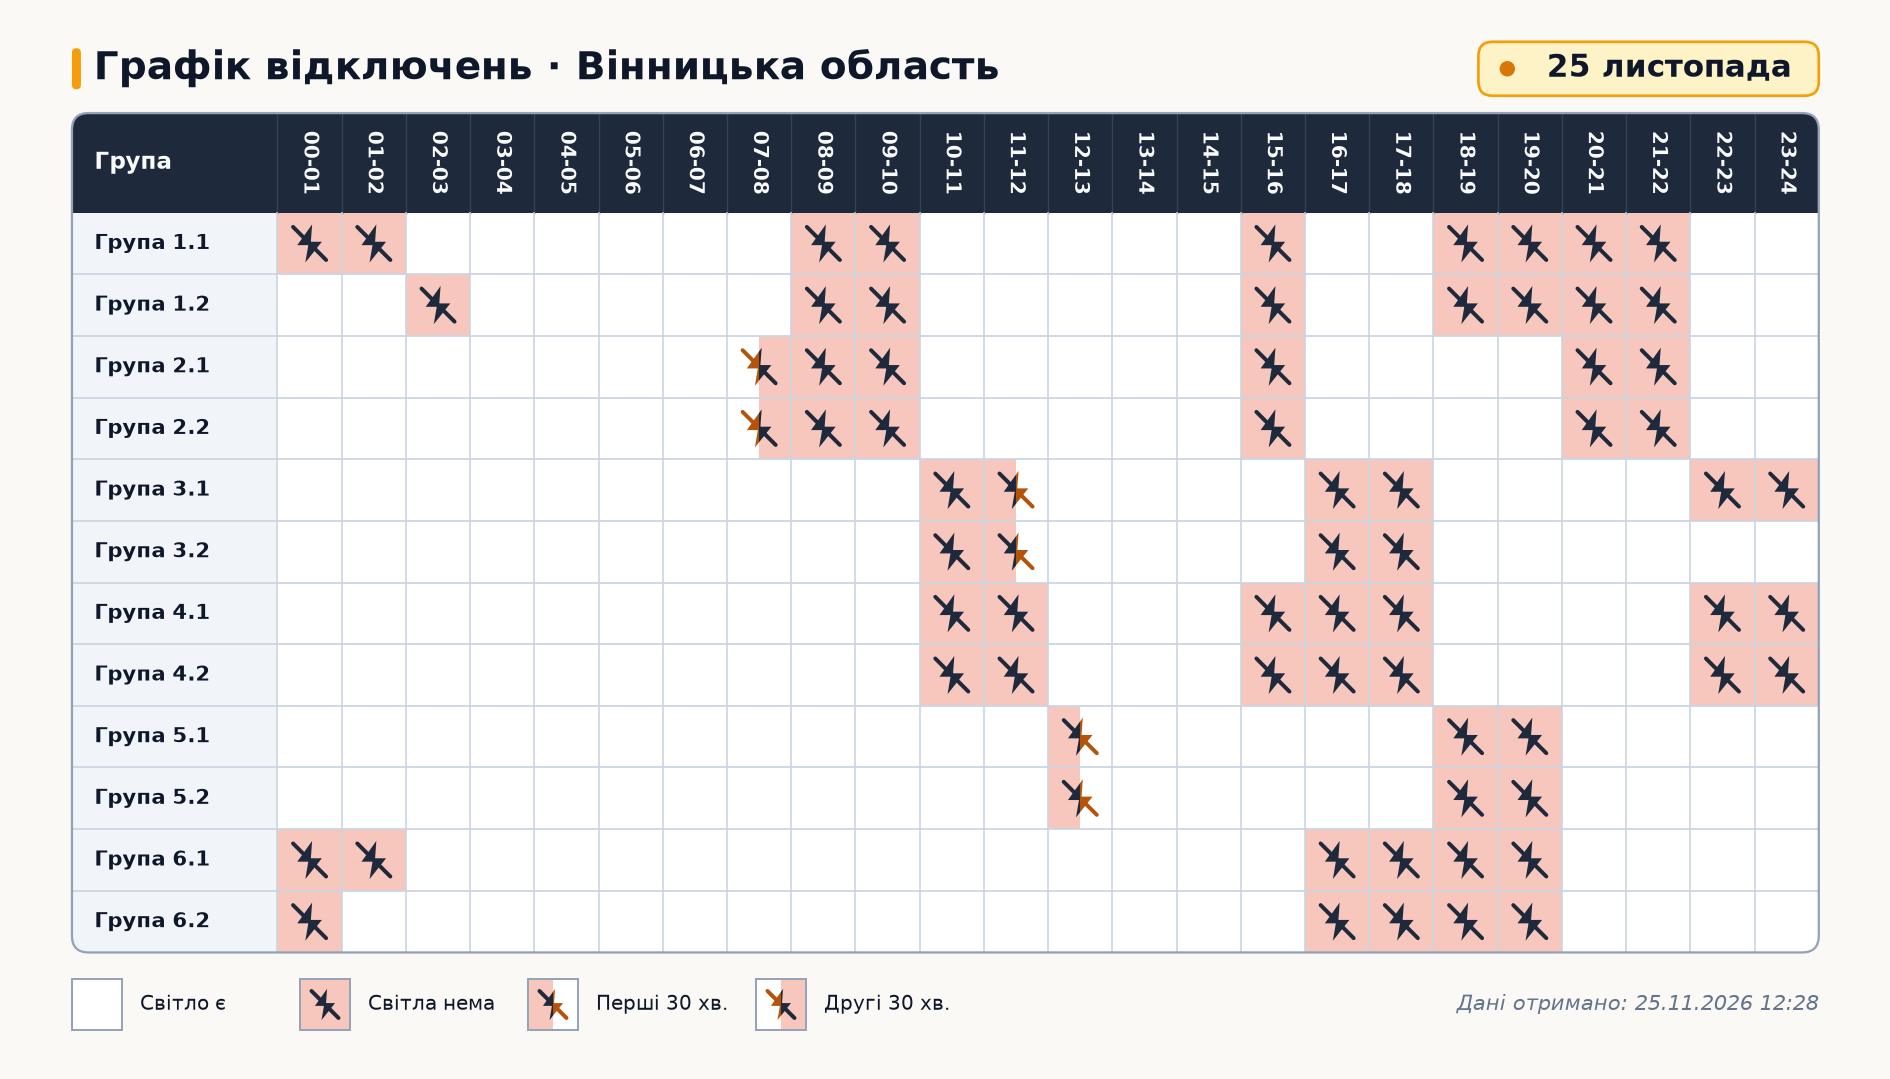 Графік відключень · Вінницька область
25 листопада
Група 00-01 01-02 02-03 03-04 04-05 05-06 06-07 07-08 08-09 09-10 10-11 11-12 12-13 13-14 14-15 15-16 16-17 17-18 18-19 19-20 20-21 21-22 22-23 23-24
Група 1.1
Група 1.2
Група 2.1
Група 2.2
Група 3.1
Група 3.2
Група 4.1
Група 4.2
Група 5.1
Група 5.2
Група 6.1
Група 6.2
Світло є Світла нема Перші 30 хв. Другі 30 хв.
Дані отримано: 25.11.2026 12:28